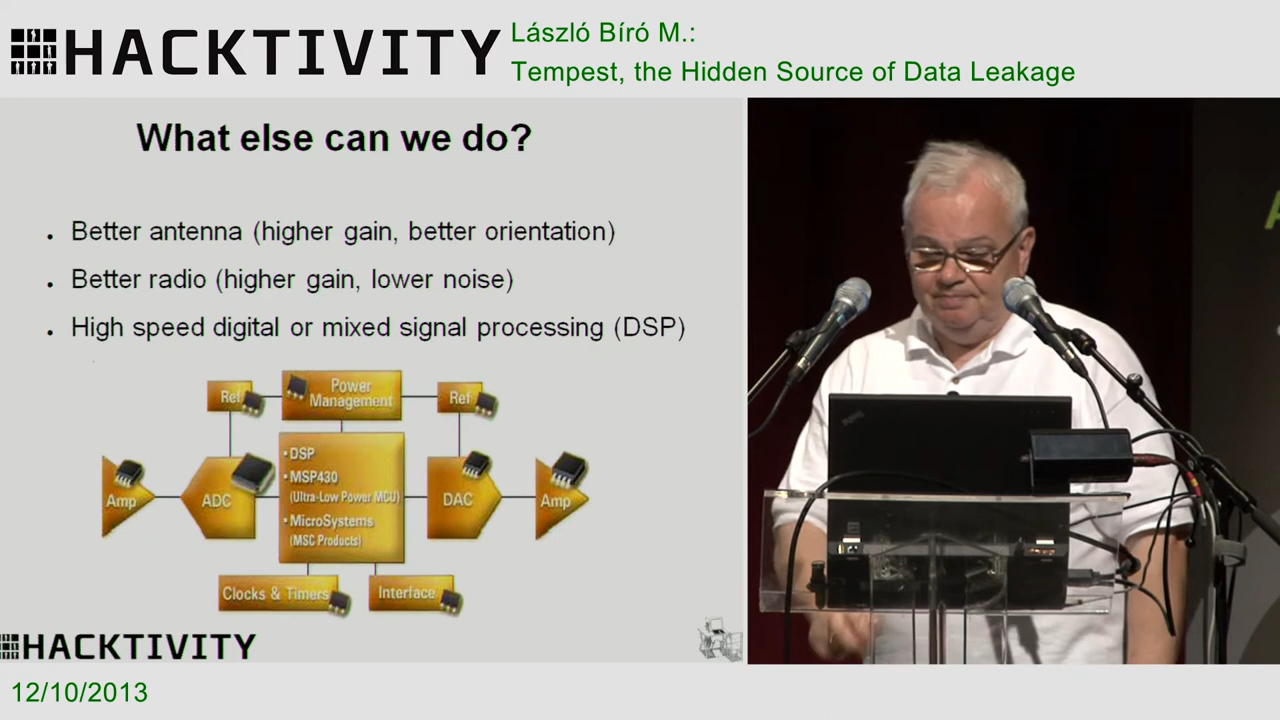 HACKTIVITY
László Bíró M.:
Tempest, the Hidden Source of Data Leakage
What else can we do?
• Better antenna (higher gain, better orientation)
• Better radio (higher gain, lower noise)
• High speed digital or mixed signal processing (DSP)
Ref
Power
Management
Ref
Amp
ADC
• DSP
• MSP430
(Ultra-Low Power MCU)
• MicroSystems
(MSC Products)
DAC
Amp
Clocks & Timers
Interface
HACKTIVITY
12/10/2013